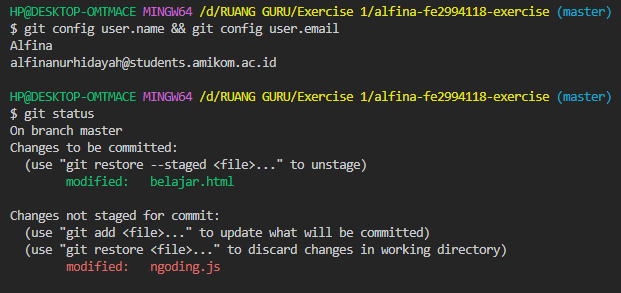 HP@DESKTOP-OMTMACE MINGW64 /d/RUANG GURU/Exercise 1/alfina-fe2994118-exercise (master)
$ git config user.name && git config user.email
Alfina
alfinanurhidayah@students.amikom.ac.id
HP@DESKTOP-OMTMACE MINGW64 /d/RUANG GURU/Exercise 1/alfina-fe2994118-exercise (master)
$ git status
On branch master
Changes to be committed:
  (use "git restore --staged <file>..." to unstage)
        modified:   belajar.html
Changes not staged for commit:
  (use "git add <file>..." to update what will be committed)
  (use "git restore <file>..." to discard changes in working directory)
        modified:   ngoding.js